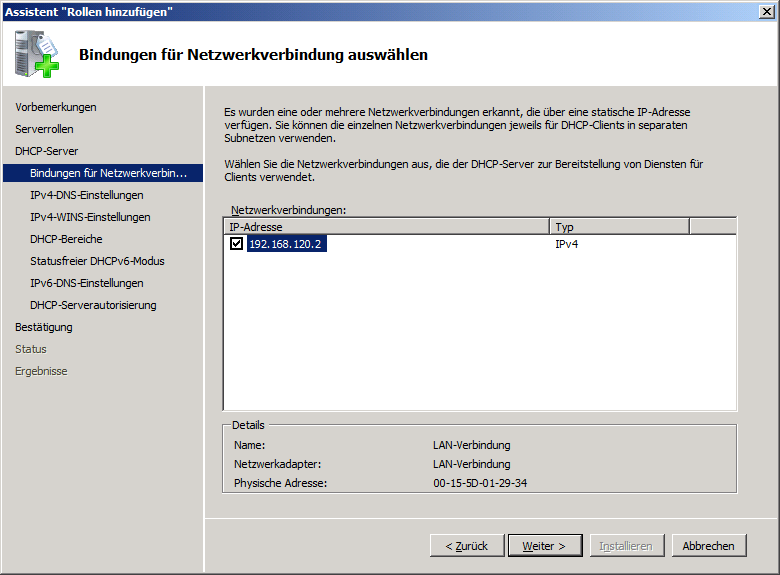 Assistent "Rollen hinzufügen"
Bindungen für Netzwerkverbindung auswählen
Vorbemerkungen
Serverrollen
DHCP-Server
Bindungen für Netzwerkverbin...
IPv4-DNS-Einstellungen
IPv4-WINS-Einstellungen
DHCP-Bereiche
Statusfreier DHCPv6-Modus
IPv6-DNS-Einstellungen
DHCP-Serverautorisierung
Bestätigung
Status
Ergebnisse
Es wurden eine oder mehrere Netzwerkverbindungen erkannt, die über eine statische IP-Adresse
verfügen. Sie können die einzelnen Netzwerkverbindungen jeweils für DHCP-Clients in separaten
Subnetzen verwenden.
Wählen Sie die Netzwerkverbindungen aus, die der DHCP-Server zur Bereitstellung von Diensten für
Clients verwendet.
Netzwerkverbindungen:
IP-Adresse Typ
192.168.120.2 IPv4
Details
Name: LAN-Verbindung
Netzwerkadapter: LAN-Verbindung
Physische Adresse: 00-15-5D-01-29-34
< Zurück Weiter > Installieren Abbrechen